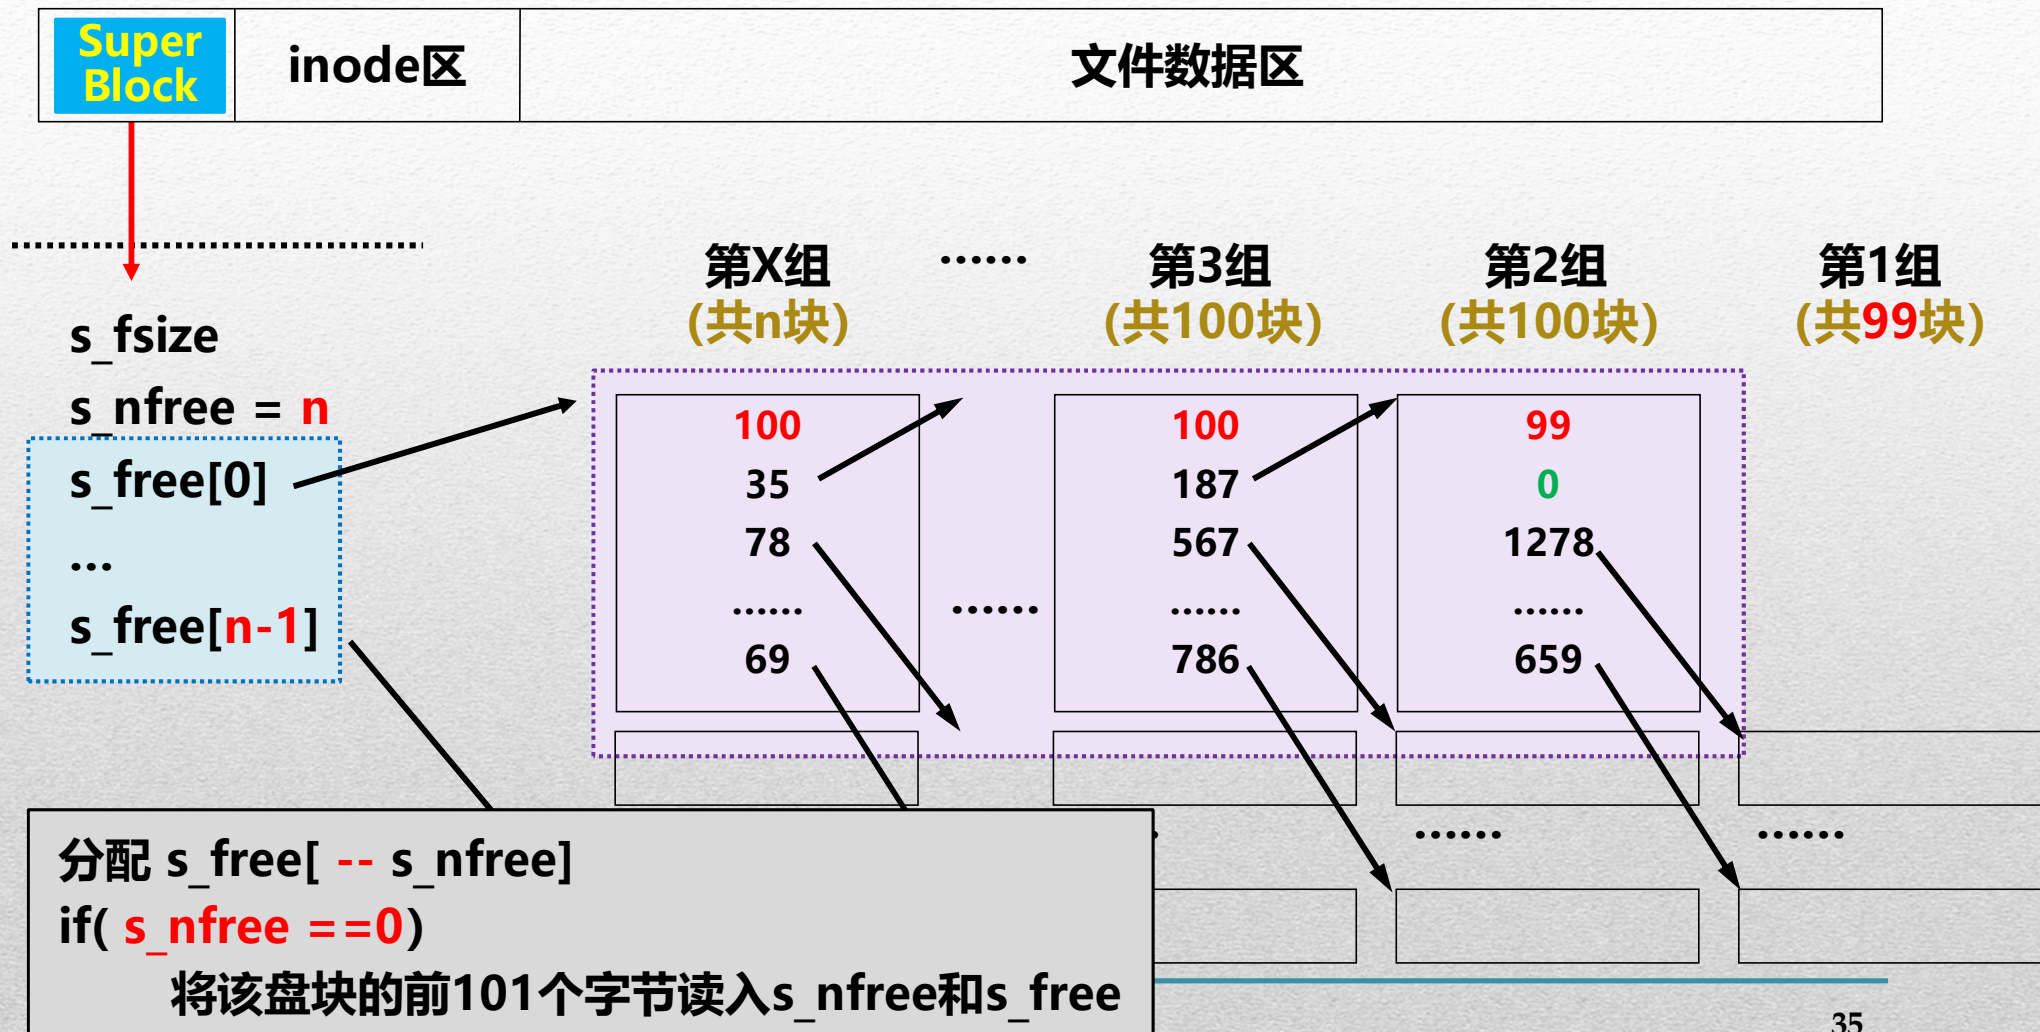 Super
Block
inode区
文件数据区
s_fsize
s_nfree = n
s_free[0]
...
s_free[n-1]
第X组
(共n块)
......
第3组
(共100块)
第2组
(共100块)
第1组
(共99块)
100
35
78
......
69
......
100
187
567
......
786
99
0
1278
......
659
......
......
分配 s_free[ -- s_nfree]
if( s_nfree ==0)
将该盘块的前101个字节读入s_nfree和s_free
35